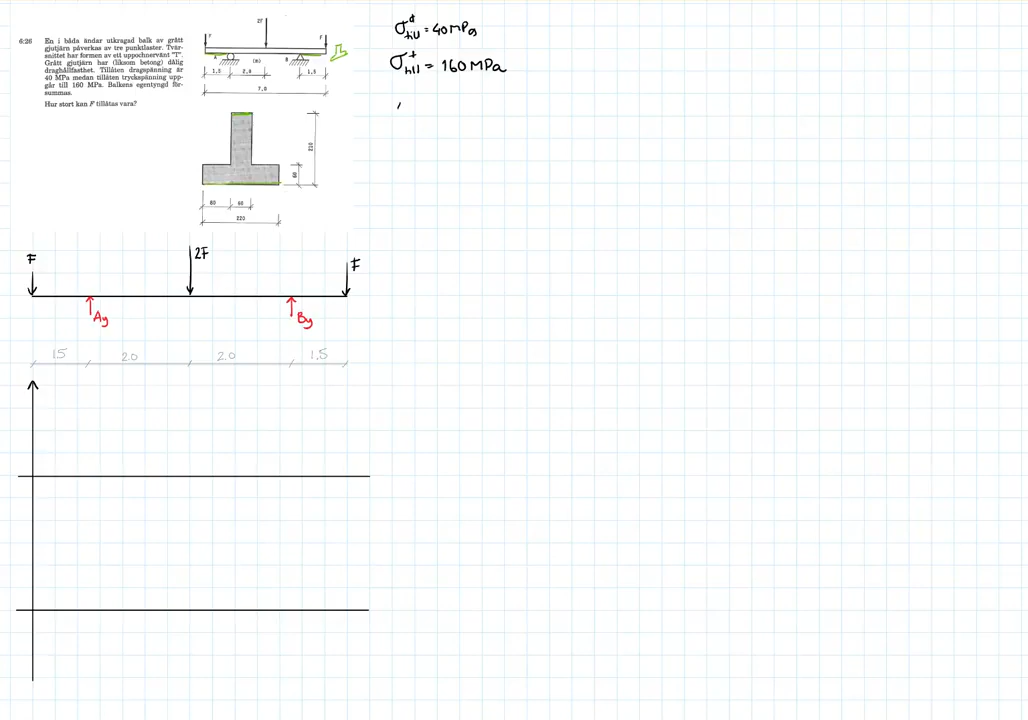 6:26 En i båda ändar utkragad balk av grått
gjutjärn påverkas av tre punktlaster. Tvär-
snittet har formen av ett uppochnervänt "T".
Grått gjutjärn har (liksom betong) dålig
draghållfasthet. Tillåten dragspänning är
40 MPa medan tillåten tryckspänning upp-
går till 160 MPa. Balkens egentyngd för-
summas.
Hur stort kan F tillåtas vara?
2F
F
F
A
(m)
B
1,5
2,0
1,5
7,0
210
60
80
60
220
σ^d_till = 40 MPa
σ^t_till = 160 MPa
F
2F
F
Ay
By
1.5
2.0
2.0
1.5